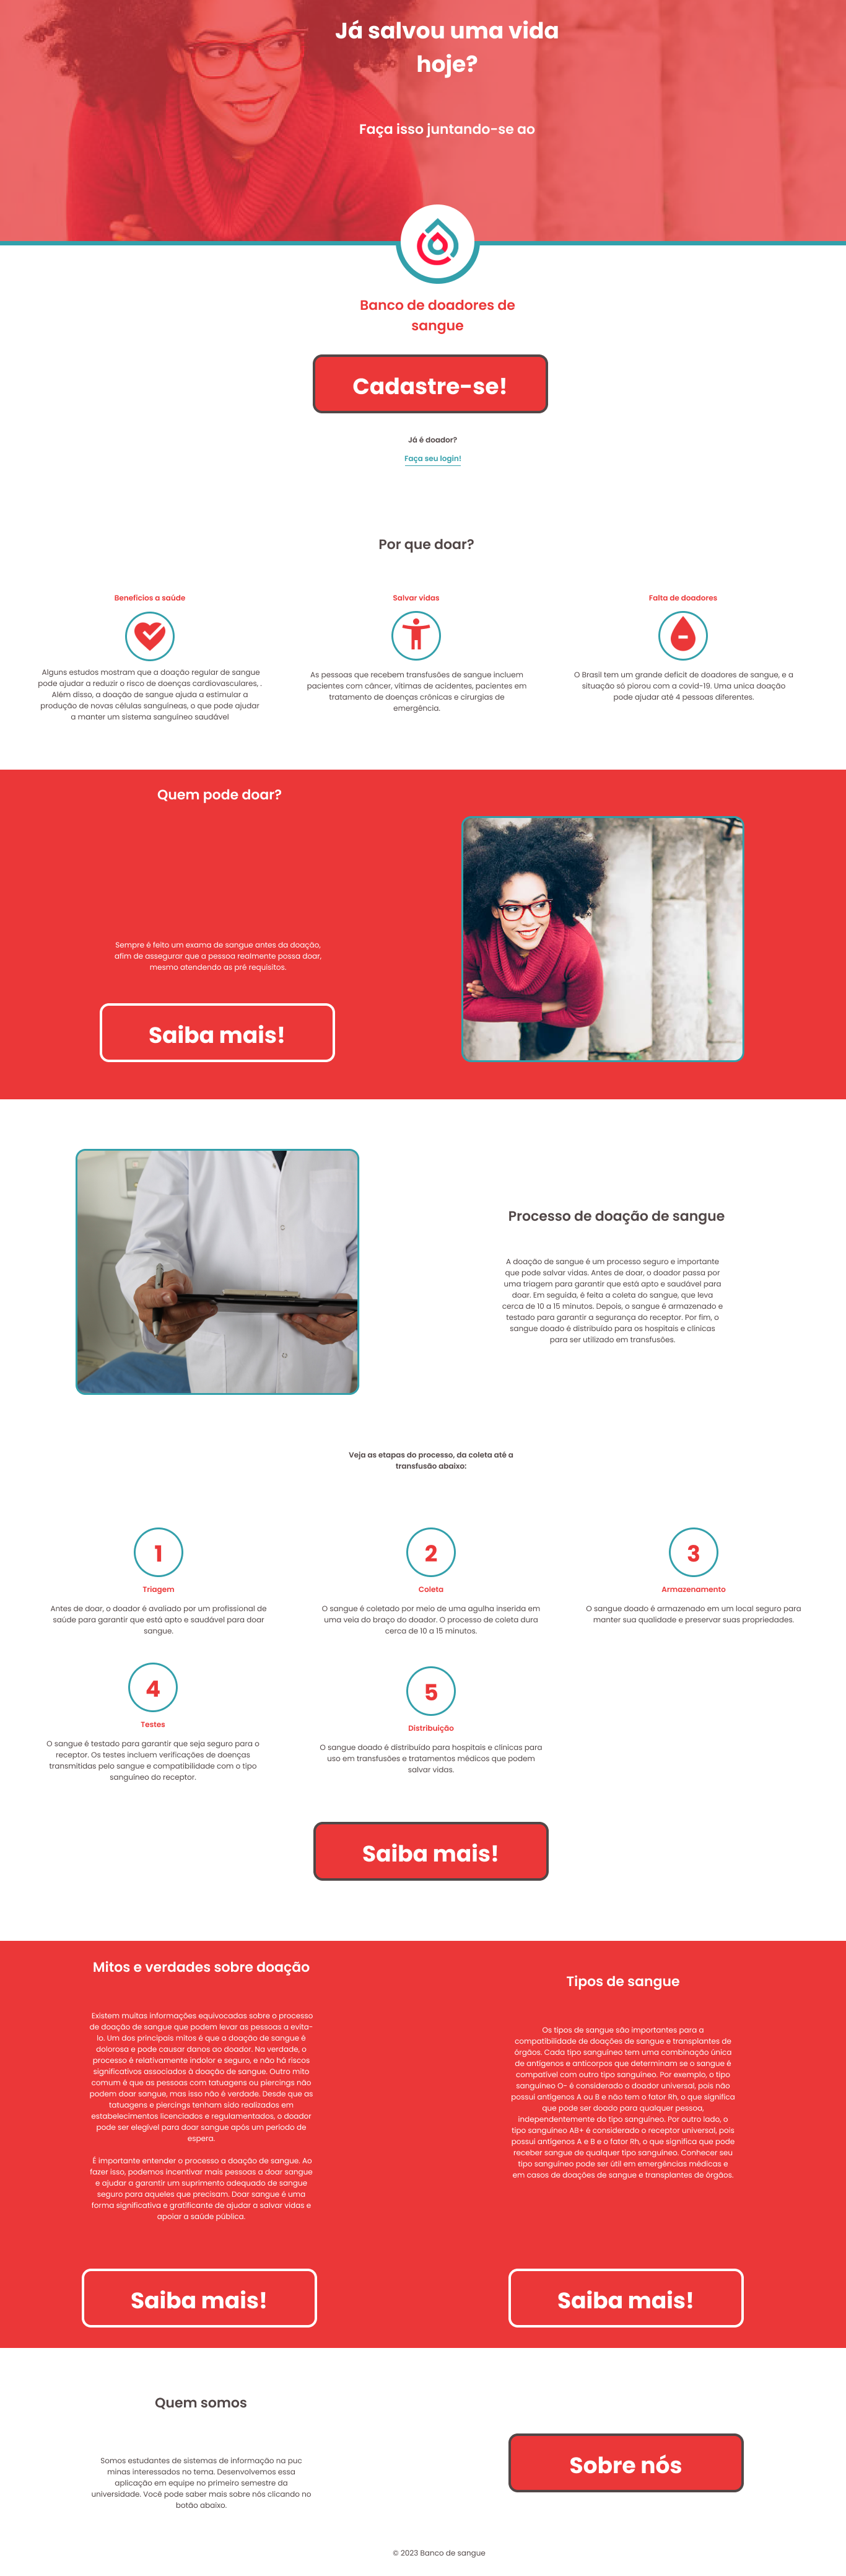 Já salvou uma vida
hoje?
Faça isso juntando-se ao
Banco de doadores de
sangue
Cadastre-se!
Já é doador?
Faça seu login!
Por que doar?
Benefícios a saúde
Alguns estudos mostram que a doação regular de sangue
pode ajudar a reduzir o risco de doenças cardiovasculares, .
Além disso, a doação de sangue ajuda a estimular a
produção de novas células sanguíneas, o que pode ajudar
a manter um sistema sanguíneo saudável
Salvar vidas
As pessoas que recebem transfusões de sangue incluem
pacientes com câncer, vítimas de acidentes, pacientes em
tratamento de doenças crônicas e cirurgias de
emergência.
Falta de doadores
O Brasil tem um grande deficit de doadores de sangue, e a
situação só piorou com a covid-19. Uma unica doação
pode ajudar até 4 pessoas diferentes.
Quem pode doar?
Sempre é feito um exama de sangue antes da doação,
afim de assegurar que a pessoa realmente possa doar,
mesmo atendendo as pré requisitos.
Saiba mais!
Processo de doação de sangue
A doação de sangue é um processo seguro e importante
que pode salvar vidas. Antes de doar, o doador passa por
uma triagem para garantir que está apto e saudável para
doar. Em seguida, é feita a coleta do sangue, que leva
cerca de 10 a 15 minutos. Depois, o sangue é armazenado e
testado para garantir a segurança do receptor. Por fim, o
sangue doado é distribuído para os hospitais e clínicas
para ser utilizado em transfusões.
Veja as etapas do processo, da coleta até a
transfusão abaixo:
1
Triagem
Antes de doar, o doador é avaliado por um profissional de
saúde para garantir que está apto e saudável para doar
sangue.
2
Coleta
O sangue é coletado por meio de uma agulha inserida em
uma veia do braço do doador. O processo de coleta dura
cerca de 10 a 15 minutos.
3
Armazenamento
O sangue doado é armazenado em um local seguro para
manter sua qualidade e preservar suas propriedades.
4
Testes
O sangue é testado para garantir que seja seguro para o
receptor. Os testes incluem verificações de doenças
transmitidas pelo sangue e compatibilidade com o tipo
sanguíneo do receptor.
5
Distribuição
O sangue doado é distribuído para hospitais e clínicas para
uso em transfusões e tratamentos médicos que podem
salvar vidas.
Saiba mais!
Mitos e verdades sobre doação
Existem muitas informações equivocadas sobre o processo
de doação de sangue que podem levar as pessoas a evita-
lo. Um dos principais mitos é que a doação de sangue é
dolorosa e pode causar danos ao doador. Na verdade, o
processo é relativamente indolor e seguro, e não há riscos
significativos associados à doação de sangue. Outro mito
comum é que as pessoas com tatuagens ou piercings não
podem doar sangue, mas isso não é verdade. Desde que as
tatuagens e piercings tenham sido realizados em
estabelecimentos licenciados e regulamentados, o doador
pode ser elegível para doar sangue após um período de
espera.
É importante entender o processo a doação de sangue. Ao
fazer isso, podemos incentivar mais pessoas a doar sangue
e ajudar a garantir um suprimento adequado de sangue
seguro para aqueles que precisam. Doar sangue é uma
forma significativa e gratificante de ajudar a salvar vidas e
apoiar a saúde pública.
Saiba mais!
Tipos de sangue
Os tipos de sangue são importantes para a
compatibilidade de doações de sangue e transplantes de
órgãos. Cada tipo sanguíneo tem uma combinação única
de antígenos e anticorpos que determinam se o sangue é
compatível com outro tipo sanguíneo. Por exemplo, o tipo
sanguíneo O- é considerado o doador universal, pois não
possui antígenos A ou B e não tem o fator Rh, o que significa
que pode ser doado para qualquer pessoa,
independentemente do tipo sanguíneo. Por outro lado, o
tipo sanguíneo AB+ é considerado o receptor universal, pois
possui antígenos A e B e o fator Rh, o que significa que pode
receber sangue de qualquer tipo sanguíneo. Conhecer seu
tipo sanguíneo pode ser útil em emergências médicas e
em casos de doações de sangue e transplantes de órgãos.
Saiba mais!
Quem somos
Somos estudantes de sistemas de informação na puc
minas interessados no tema. Desenvolvemos essa
aplicação em equipe no primeiro semestre da
universidade. Você pode saber mais sobre nós clicando no
botão abaixo.
Sobre nós
© 2023 Banco de sangue